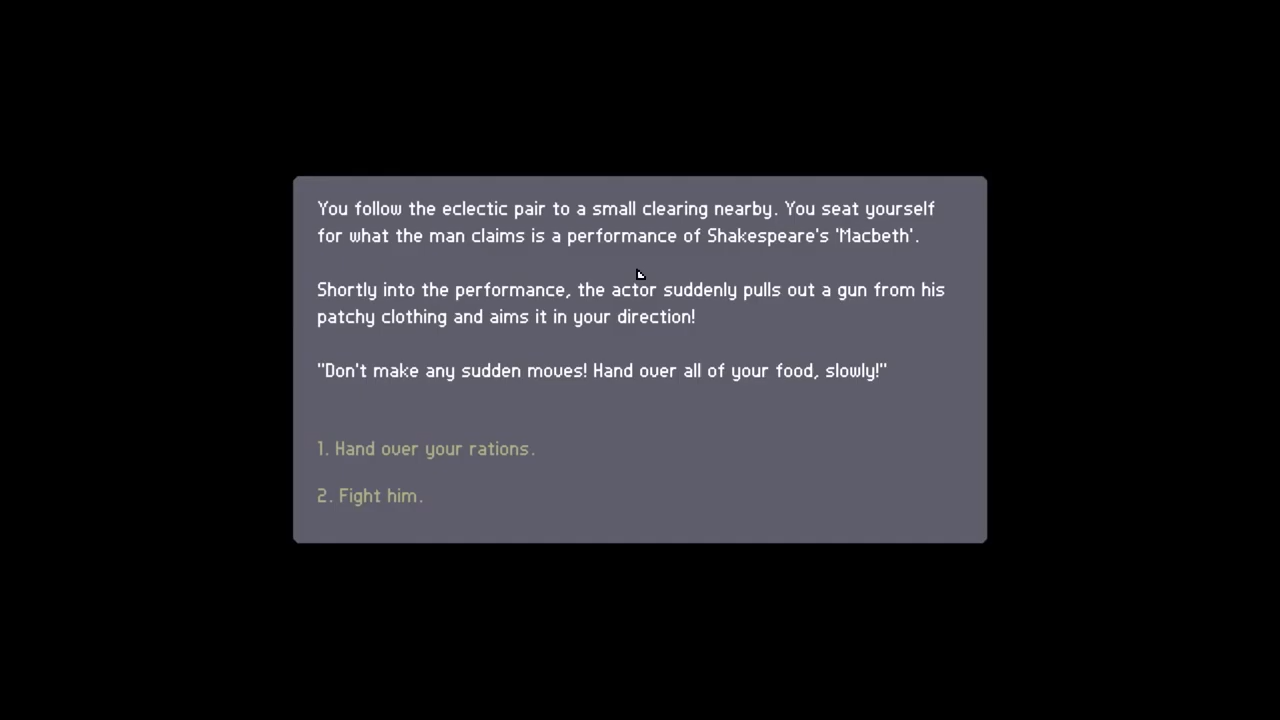 You follow the eclectic pair to a small clearing nearby. You seat yourself
for what the man claims is a performance of Shakespeare's 'Macbeth'.
Shortly into the performance, the actor suddenly pulls out a gun from his
patchy clothing and aims it in your direction!
"Don't make any sudden moves! Hand over all of your food, slowly!"
1. Hand over your rations.
2. Fight him.